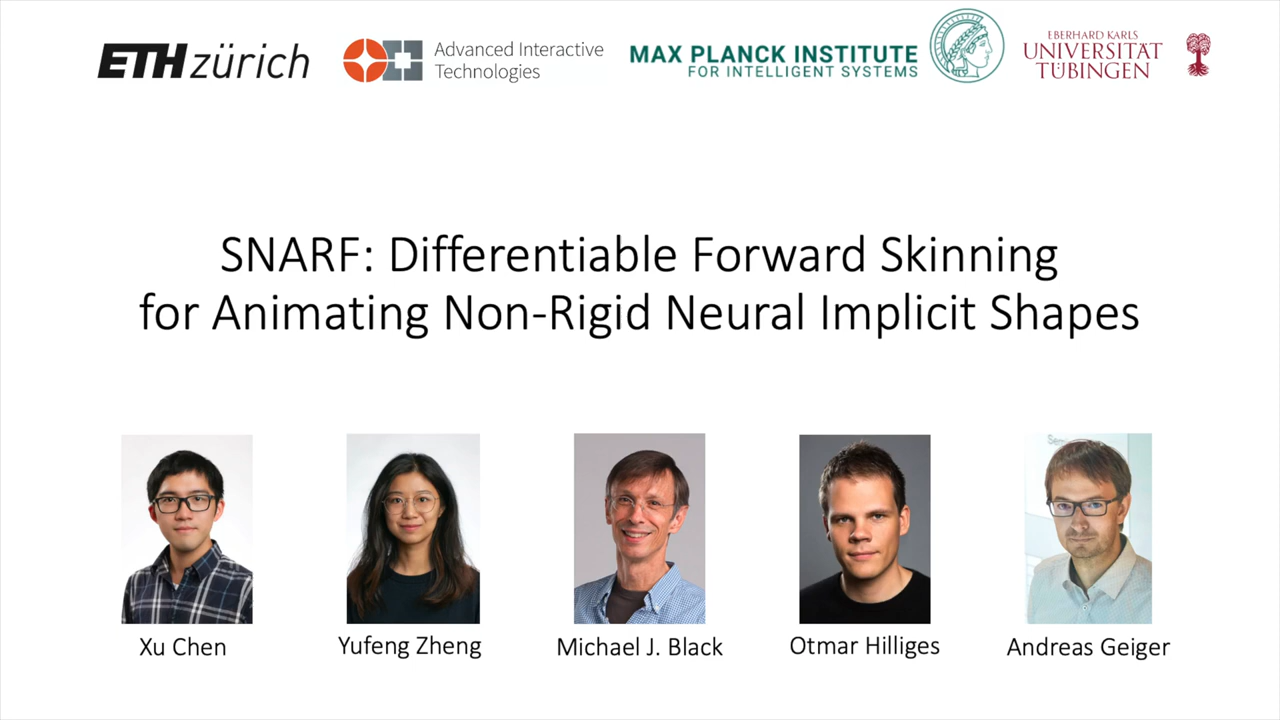 ETH zürich
Advanced Interactive
Technologies
MAX PLANCK INSTITUTE
FOR INTELLIGENT SYSTEMS
EBERHARD KARLS
UNIVERSITÄT
TÜBINGEN
SNARF: Differentiable Forward Skinning
for Animating Non-Rigid Neural Implicit Shapes
Xu Chen
Yufeng Zheng
Michael J. Black
Otmar Hilliges
Andreas Geiger